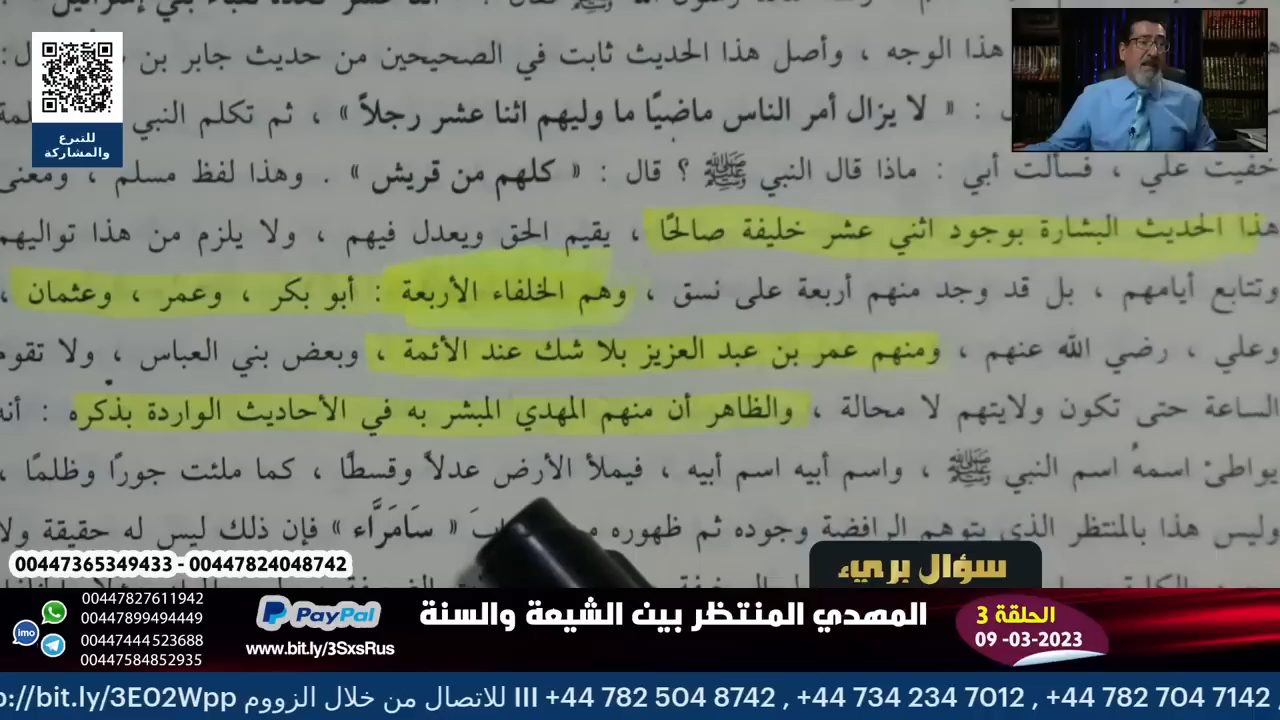 هذا الوجه ، وأصل هذا الحديث ثابت في الصحيحين من حديث جابر بن
: « لا يزال أمر الناس ماضيًا ما وليهم اثنا عشر رجلاً » ، ثم تكلم النبي
خفيت علي ، فسألت أبي : ماذا قال النبي ﷺ ؟ قال : « كلهم من قريش » . وهذا لفظ مسلم ، ومعنى
هذا الحديث البشارة بوجود اثني عشر خليفة صالحًا ، يقيم الحق ويعدل فيهم ، ولا يلزم من هذا تواليهم
وتتابع أيامهم ، بل قد وجد منهم أربعة على نسق ، وهم الخلفاء الأربعة : أبو بكر ، وعمر ، وعثمان ،
وعلي ، رضي الله عنهم ، ومنهم عمر بن عبد العزيز بلا شك عند الأئمة ، وبعض بني العباس ، ولا تقوم
الساعة حتى تكون ولايتهم لا محالة ، والظاهر أن منهم المهدي المبشر به في الأحاديث الواردة بذكره : أنه
يواطئ اسمهُ اسم النبي ﷺ ، واسم أبيه اسم أبيه ، فيملأ الأرض عدلاً وقسطًا ، كما ملئت جورًا وظلمًا ،
وليس هذا بالمنتظر الذي يتوهم الرافضة وجوده ثم ظهوره « سَامَرَّاء » فإن ذلك ليس له حقيقة ولا
للتبرع
والمشاركة
00447365349433 - 00447824048742
سؤال بريء
00447827611942
00447899494449
imo
00447444523688
00447584852935
PayPal
www.bit.ly/3SxsRus
المهدي المنتظر بين الشيعة والسنة
الحلقة 3
09 -03-2023
://bit.ly/3E02Wpp للاتصال من خلال الزووم III +44 782 504 8742 , +44 734 234 7012 , +44 782 704 7142